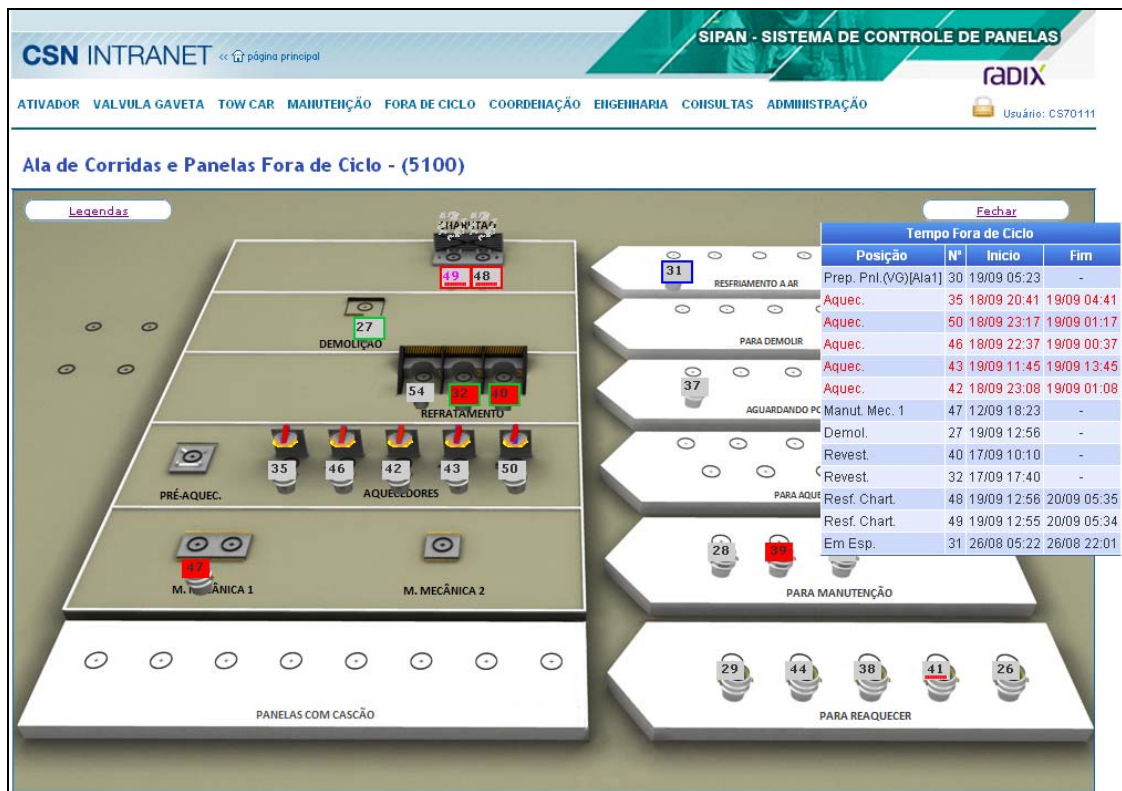 SIPAN - SISTEMA DE CONTROLE DE PANELAS
CSN INTRANET << página principal
radix
ATIVADOR VALVULA GAVETA TOW CAR MANUTENÇÃO FORA DE CICLO COORDENAÇÃO ENGENHARIA CONSULTAS ADMINISTRAÇÃO
Usuário: CS70111
Ala de Corridas e Panelas Fora de Ciclo - (5100)
Legendas
Fechar
CHARUTAO
49 48
27
DEMOLIÇÃO
54 32 40
REFRATAMENTO
35 46 42 43 50
PRÉ-AQUEC.
AQUECEDORES
47
M. MECÂNICA 2
PANELAS COM CASCÃO
31
RESFRIAMENTO A AR
PARA DEMOLIR
37
AGUARDANDO PO
PARA AQUE
28 39
PARA MANUTENÇÃO
29 44 38 41 26
PARA REAQUECER
Tempo Fora de Ciclo
Posição N° Inicio Fim
Prep. Pnl.(VG)[Ala1] 30 19/09 05:23 -
Aquec. 35 18/09 20:41 19/09 04:41
Aquec. 50 18/09 23:17 19/09 01:17
Aquec. 46 18/09 22:37 19/09 00:37
Aquec. 43 19/09 11:45 19/09 13:45
Aquec. 42 18/09 23:08 19/09 01:08
Manut. Mec. 1 47 12/09 18:23 -
Demol. 27 19/09 12:56 -
Revest. 40 17/09 10:10 -
Revest. 32 17/09 17:40 -
Resf. Chart. 48 19/09 12:56 20/09 05:35
Resf. Chart. 49 19/09 12:55 20/09 05:34
Em Esp. 31 26/08 05:22 26/08 22:01